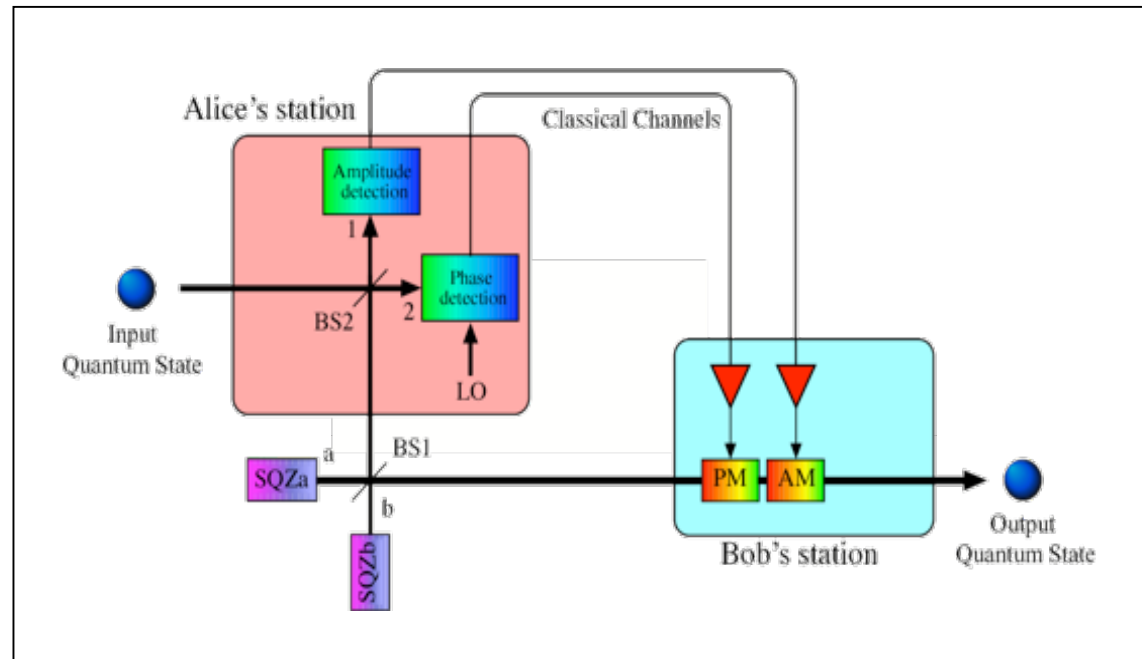 Alice's station
Classical Channels
Amplitude
detection
1
Phase
detection
2
BS2
Input
Quantum State
LO
a
BS1
SQZa
b
SQZb
PM
AM
Output
Quantum State
Bob's station